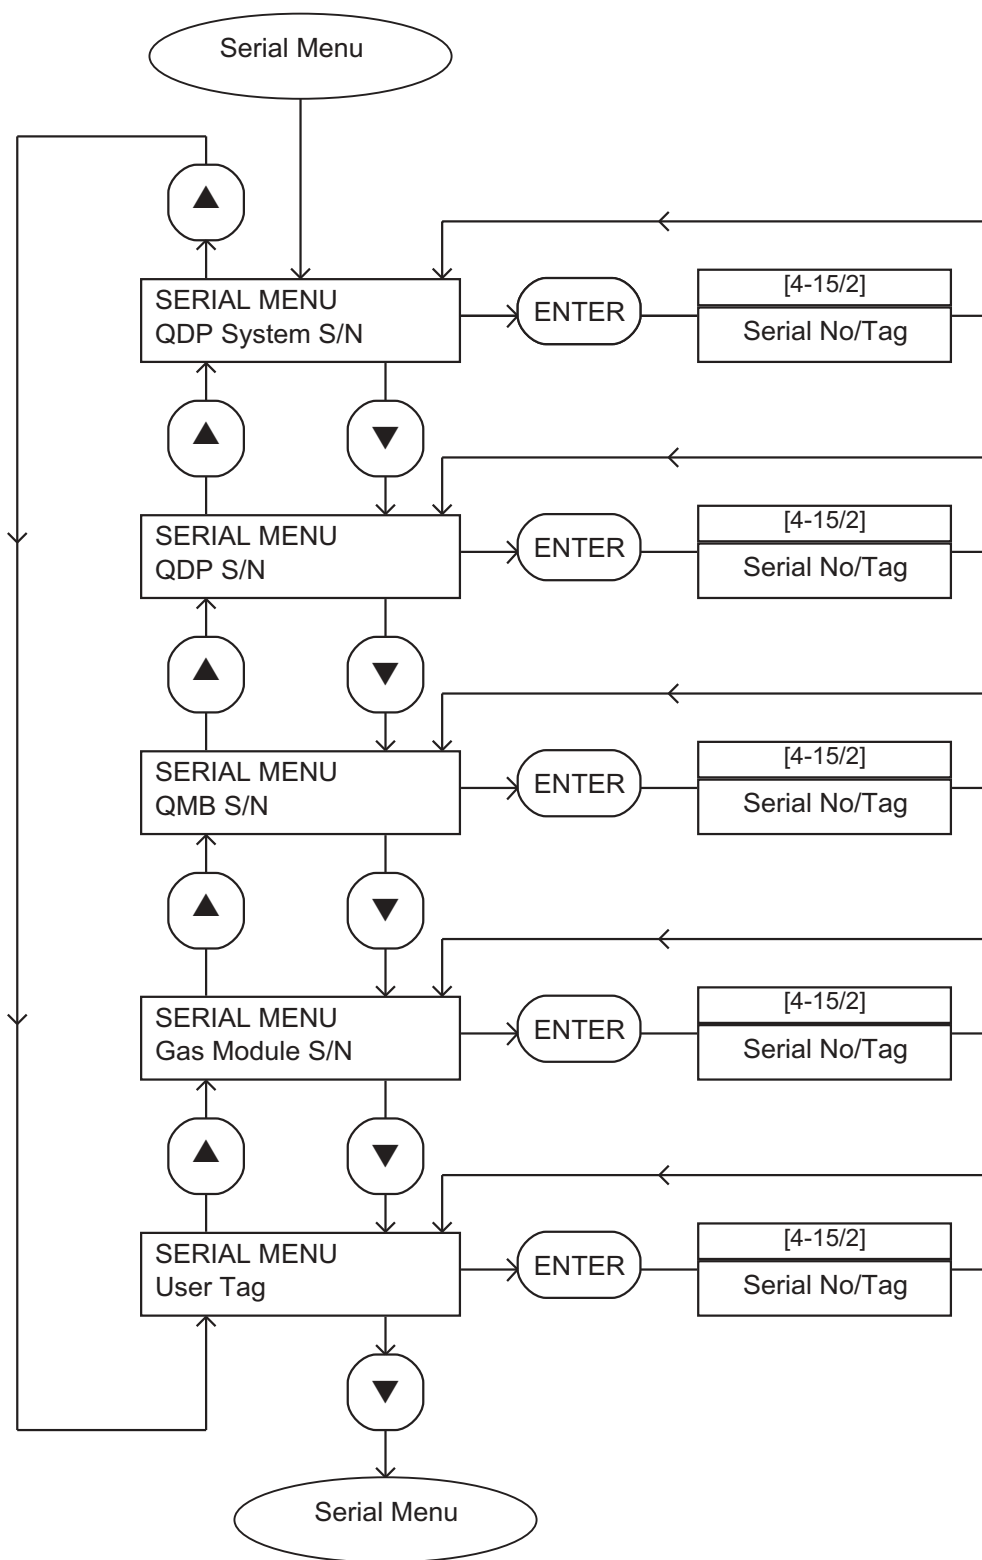 Serial Menu
SERIAL MENU
QDP System S/N
ENTER
[4-15/2]
Serial No/Tag
SERIAL MENU
QDP S/N
ENTER
[4-15/2]
Serial No/Tag
SERIAL MENU
QMB S/N
ENTER
[4-15/2]
Serial No/Tag
SERIAL MENU
Gas Module S/N
ENTER
[4-15/2]
Serial No/Tag
SERIAL MENU
User Tag
ENTER
[4-15/2]
Serial No/Tag
Serial Menu